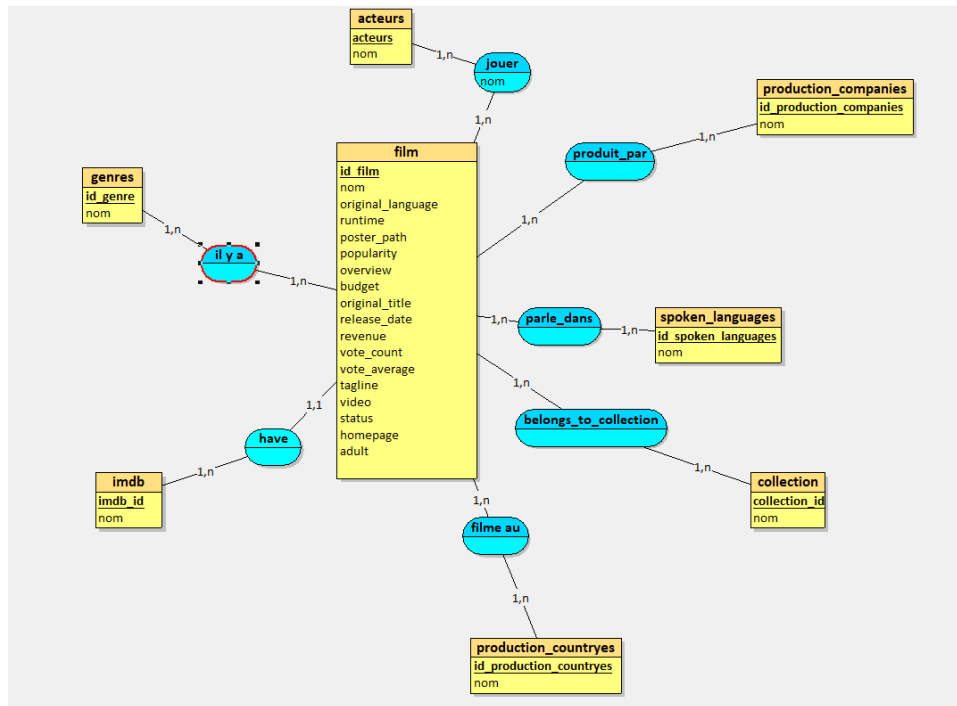 acteurs
acteurs
nom
1,n
jouer
nom
1,n
production_companies
id_production_companies
nom
1,n
produit_par
1,n
genres
id_genre
nom
1,n
il y a
1,n
film
id_film
nom
original_language
runtime
poster_path
popularity
overview
budget
original_title
release_date
revenue
vote_count
vote_average
tagline
video
status
homepage
adult
1,n
parle_dans
1,n
spoken_languages
id_spoken_languages
nom
1,n
belongs_to_collection
1,n
collection
collection_id
nom
1,1
have
1,n
imdb
imdb_id
nom
1,n
filme au
1,n
production_countryes
id_production_countryes
nom